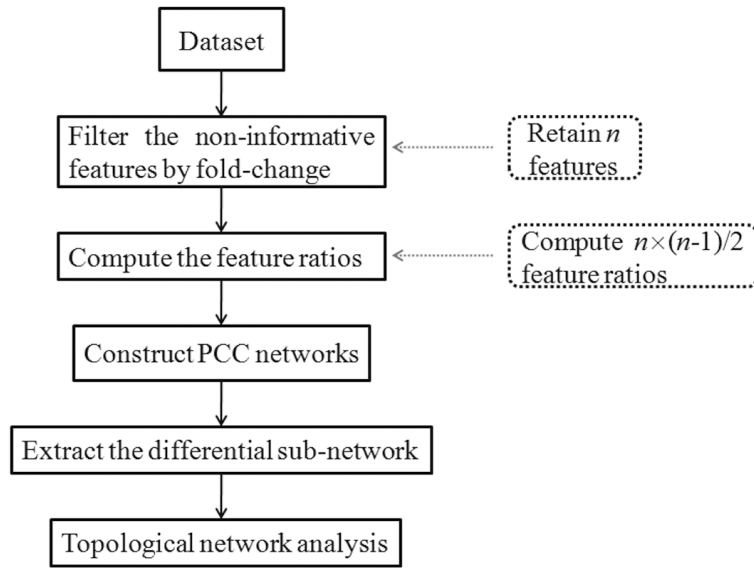 Dataset
Filter the non-informative
features by fold-change
Retain n
features
Compute the feature ratios
Compute n×(n-1)/2
feature ratios
Construct PCC networks
Extract the differential sub-network
Topological network analysis